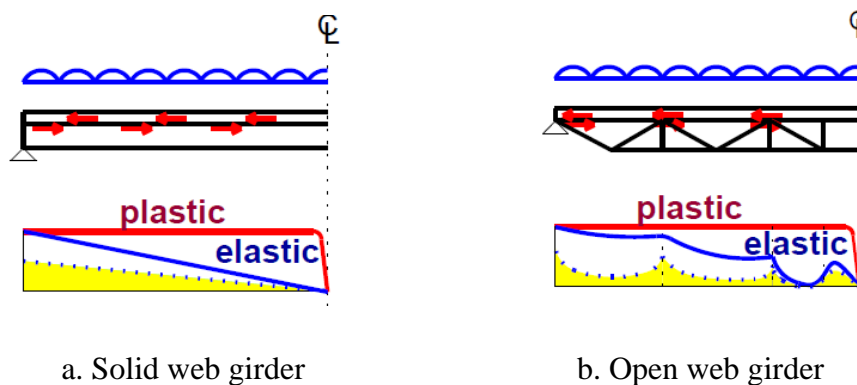 ℄
plastic
elastic
a. Solid web girder
plastic
elastic
b. Open web girder